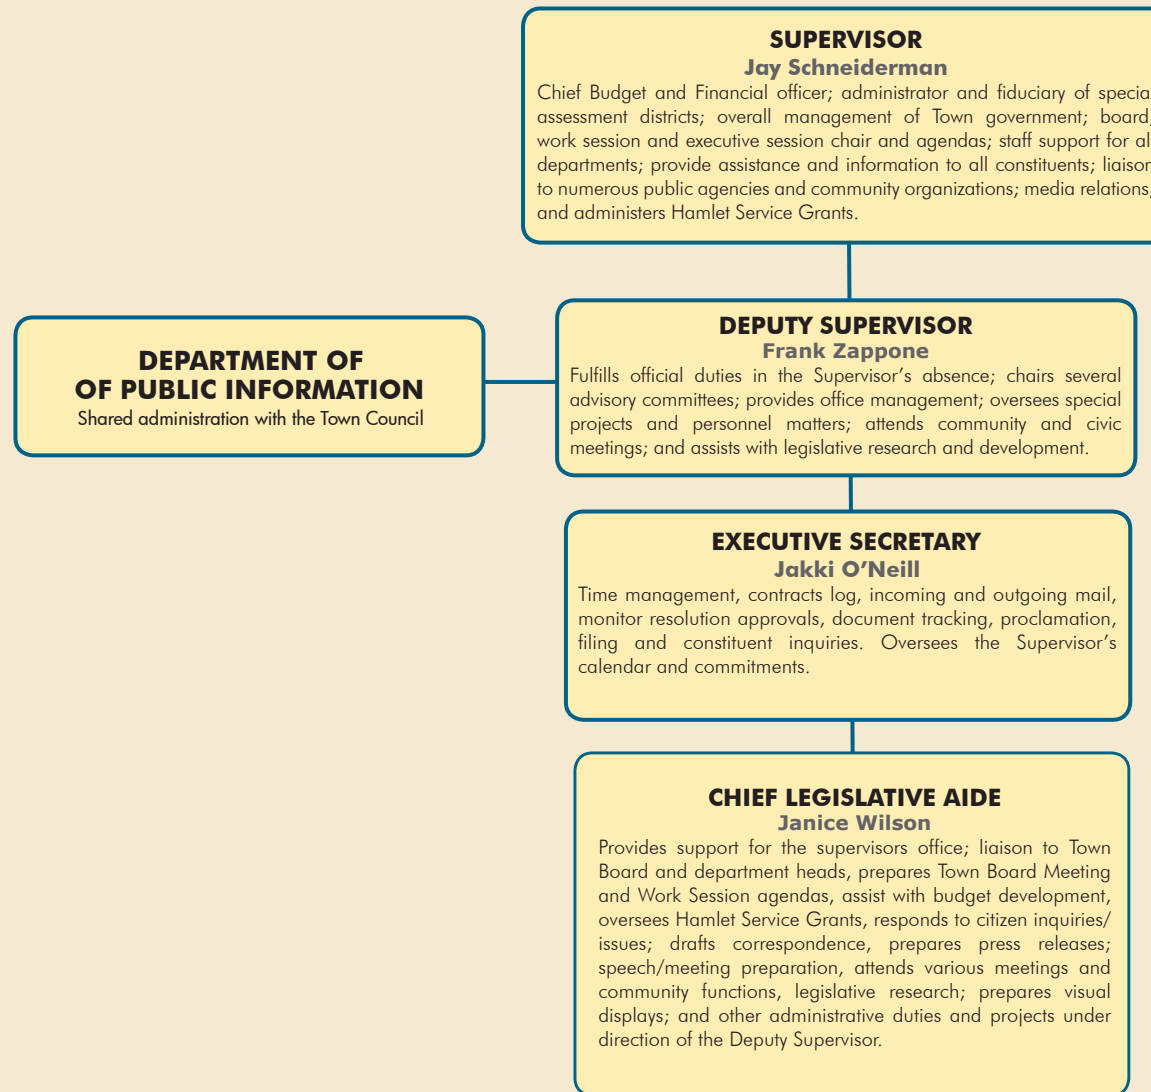 SUPERVISOR
Jay Schneiderman
Chief Budget and Financial officer; administrator and fiduciary of special
assessment districts; overall management of Town government; board,
work session and executive session chair and agendas; staff support for all
departments; provide assistance and information to all constituents; liaison
to numerous public agencies and community organizations; media relations;
and administers Hamlet Service Grants.
DEPARTMENT OF
OF PUBLIC INFORMATION
Shared administration with the Town Council
DEPUTY SUPERVISOR
Frank Zappone
Fulfills official duties in the Supervisor’s absence; chairs several
advisory committees; provides office management; oversees special
projects and personnel matters; attends community and civic
meetings; and assists with legislative research and development.
EXECUTIVE SECRETARY
Jakki O’Neill
Time management, contracts log, incoming and outgoing mail,
monitor resolution approvals, document tracking, proclamation,
filing and constituent inquiries. Oversees the Supervisor’s
calendar and commitments.
CHIEF LEGISLATIVE AIDE
Janice Wilson
Provides support for the supervisors office; liaison to Town
Board and department heads, prepares Town Board Meeting
and Work Session agendas, assist with budget development,
oversees Hamlet Service Grants, responds to citizen inquiries/
issues; drafts correspondence, prepares press releases;
speech/meeting preparation, attends various meetings and
community functions, legislative research; prepares visual
displays; and other administrative duties and projects under
direction of the Deputy Supervisor.